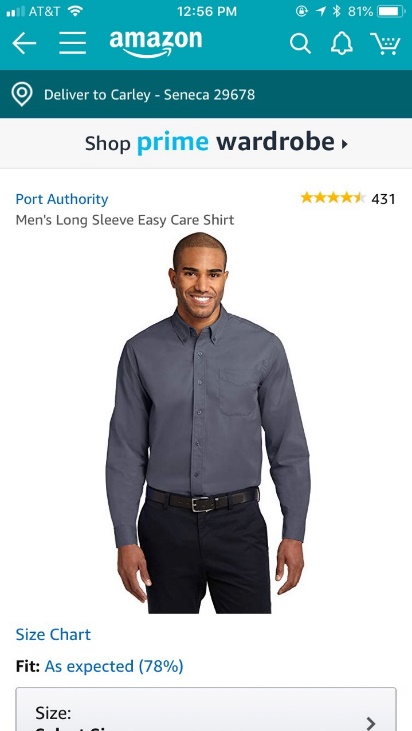 AT&T 12:56 PM 81%
amazon
Deliver to Carley - Seneca 29678
Shop prime wardrobe
Port Authority 431
Men's Long Sleeve Easy Care Shirt
Size Chart
Fit: As expected (78%)
Size: